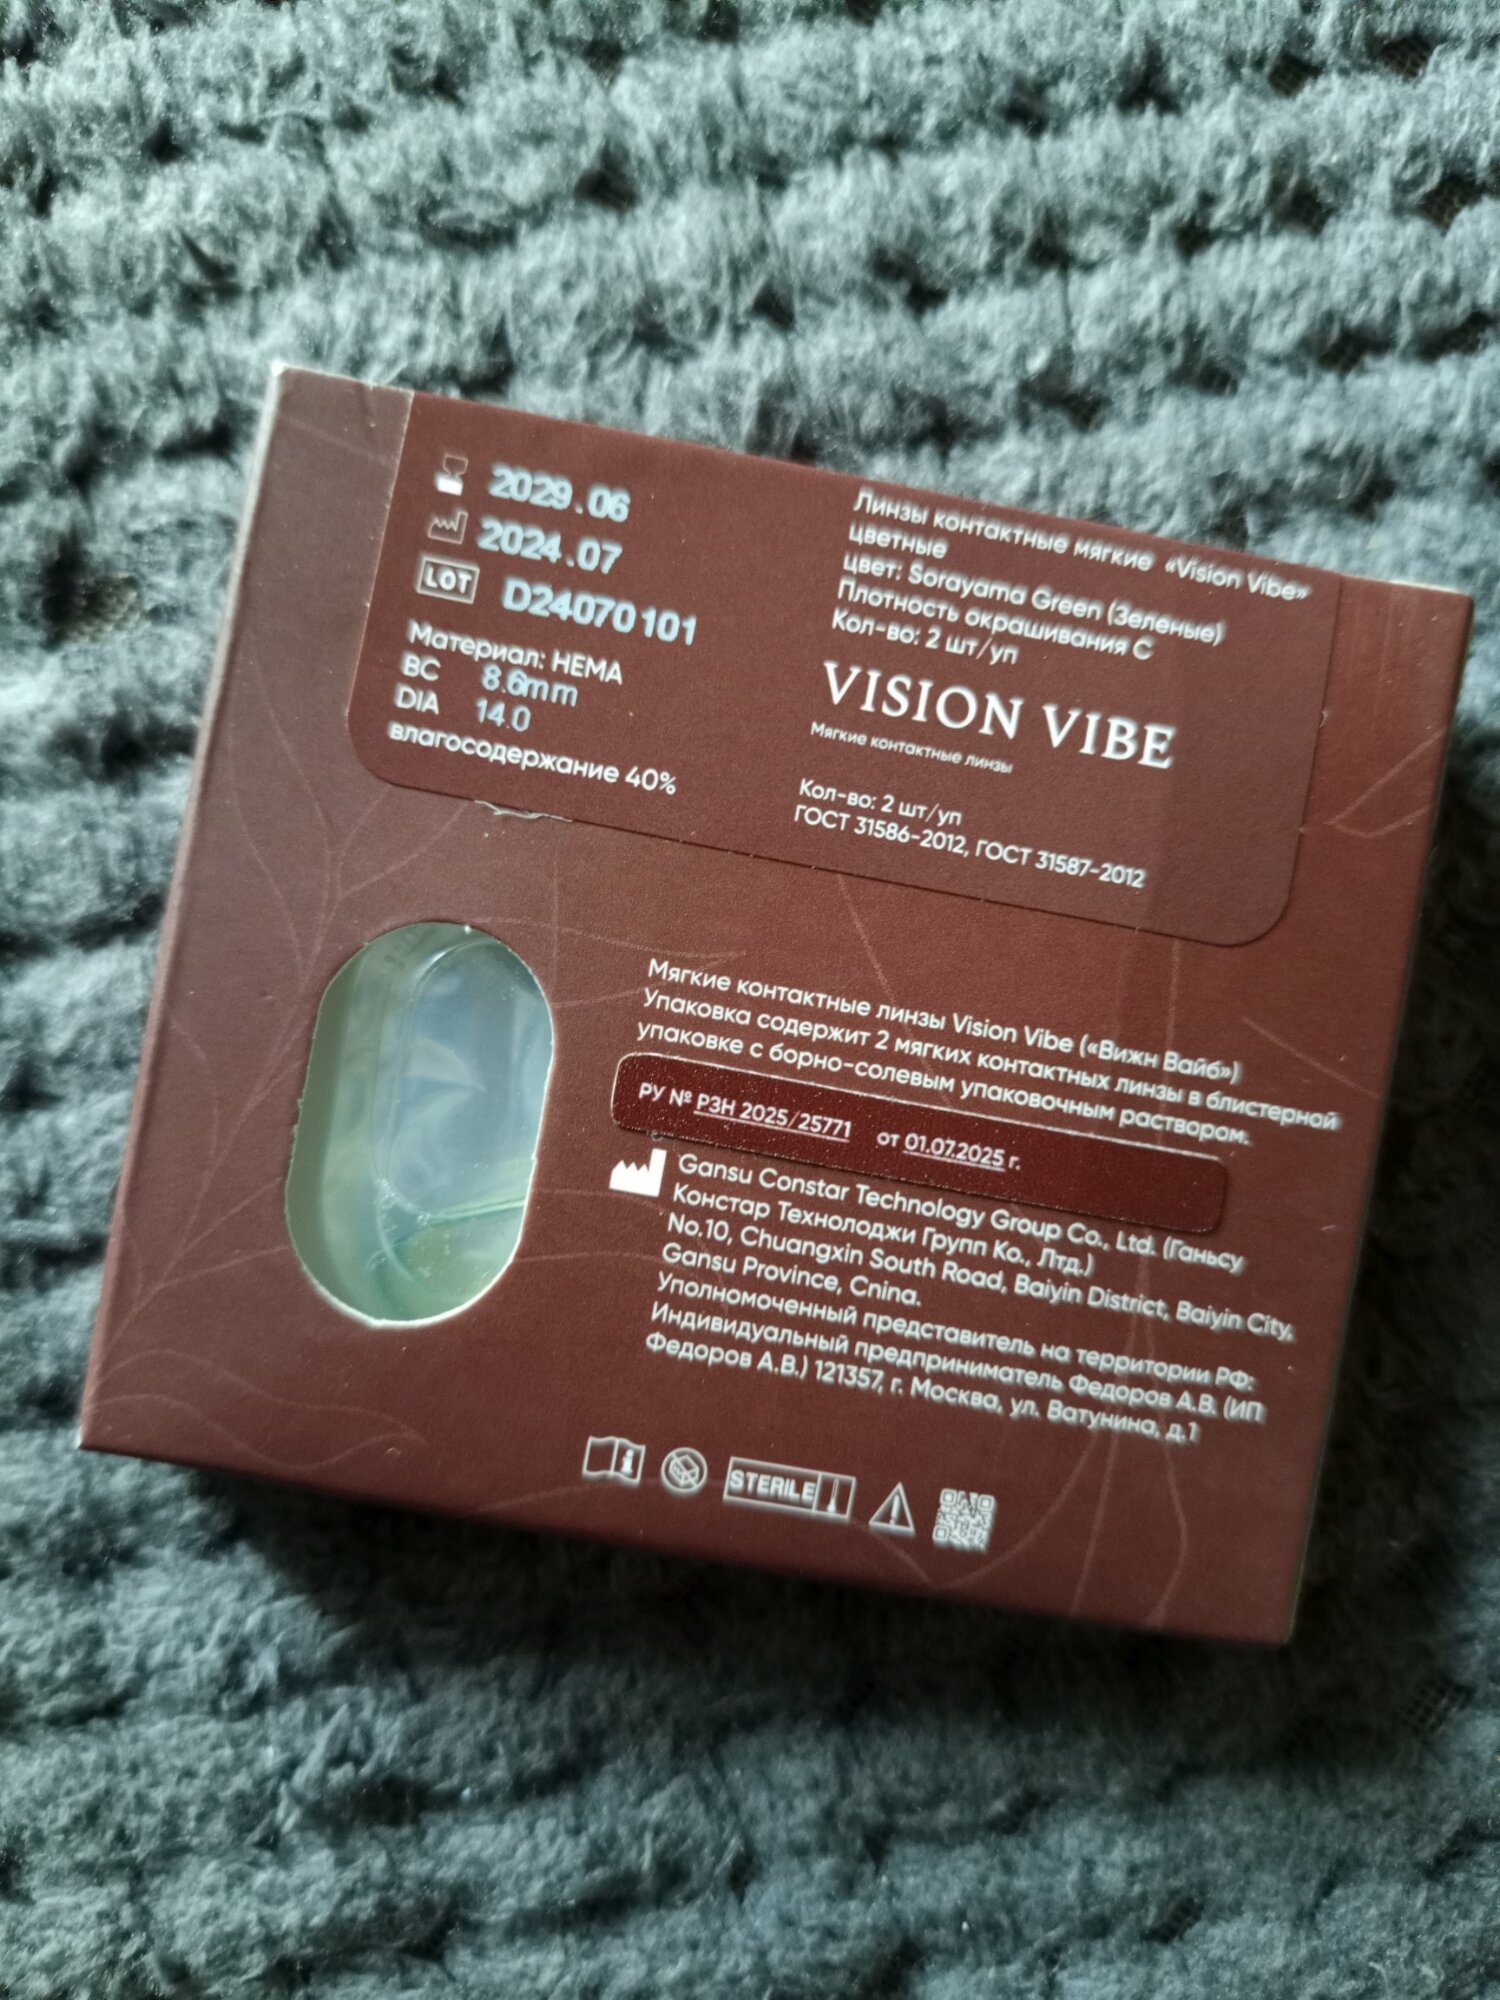 2029.06
2024.07
LOT D24070101
Материал: HEMA
BC 8.6mm
DIA 14.0
влагосодержание 40%
Линзы контактные мягкие «Vision Vibe»
цветные
цвет: Sorayama Green (Зеленые)
Плотность окрашивания С
Кол-во: 2 шт/уп
VISION VIBE
Мягкие контактные линзы
Кол-во: 2 шт/уп
ГОСТ 31586-2012, ГОСТ 31587-2012
Мягкие контактные линзы Vision Vibe («Вижн Вайб»)
Упаковка содержит 2 мягких контактных линзы в блистерной
упаковке с борно-солевым упаковочным раствором.
РУ № РЗН 2025/25771 от 01.07.2025 г.
Gansu Constar Technology Group Co., Ltd. (Ганьсу
Констар Технолоджи Групп Ко., Лтд.)
No.10, Chuangxin South Road, Baiyin District, Baiyin City,
Gansu Province, Cnina.
Уполномоченный представитель на территории РФ:
Индивидуальный предприниматель Федоров А.В. (ИП
Федоров А.В.) 121357, г. Москва, ул. Ватунина, д.1
STERILE